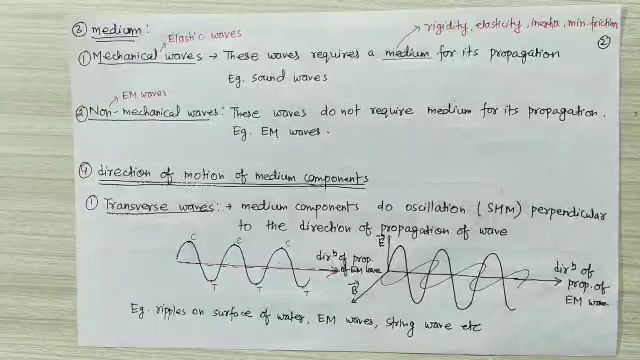 ③ medium:
Elastic waves
rigidity, elasticity, inertia, min. friction
②
① Mechanical waves → These waves requires a medium for its propagation
Eg. sound waves
EM waves
② Non-mechanical waves: These waves do not require medium for its propagation.
Eg. EM waves.
④ direction of motion of medium components
① Transverse waves: → medium components do oscillation (SHM) perpendicular
to the direction of propagation of wave
C C C
T T T
dirⁿ of prop.
of EM wave
E
B
dirⁿ of
prop. of
EM wave
Eg. ripples on surface of water, EM waves, string wave etc